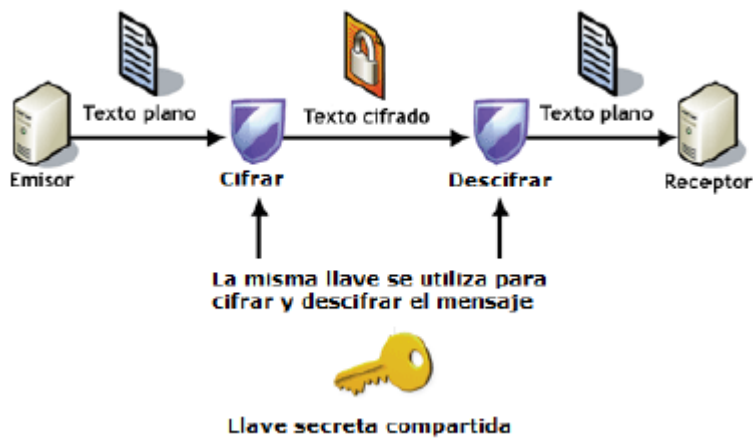 Texto plano
Texto cifrado
Texto plano
Emisor
Cifrar
Descifrar
Receptor
La misma llave se utiliza para
cifrar y descifrar el mensaje
Llave secreta compartida